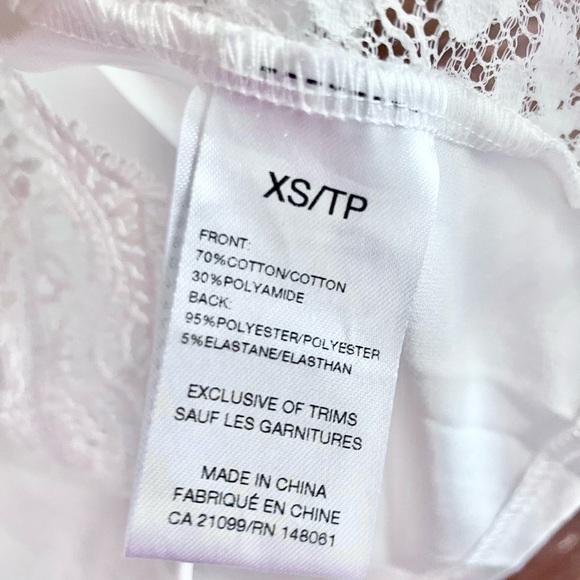 XS/TP
FRONT:
70%COTTON/COTTON
30%POLYAMIDE
BACK:
95%POLYESTER/POLYESTER
5%ELASTANE/ELASTHAN
EXCLUSIVE OF TRIMS
SAUF LES GARNITURES
MADE IN CHINA
FABRIQUÉ EN CHINE
CA 21099/RN 148061